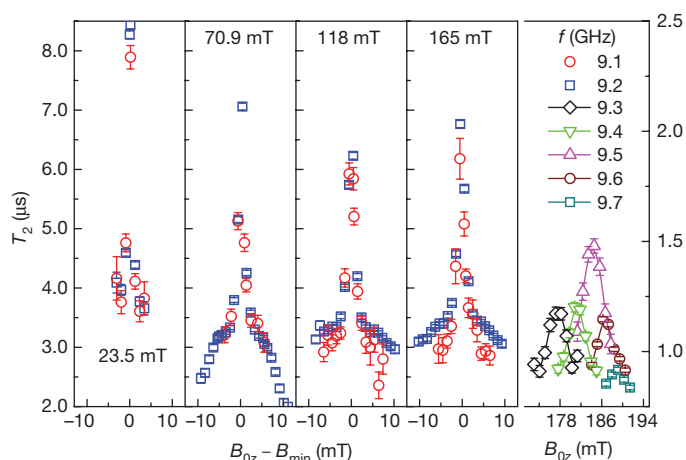 8.0
7.0
6.0
5.0
4.0
3.0
2.0
T2 (μs)
23.5 mT
70.9 mT
118 mT
165 mT
f (GHz)
9.1
9.2
9.3
9.4
9.5
9.6
9.7
2.5
2.0
1.5
1.0
−10 0 10
−10 0 10
−10 0 10
−10 0 10
178 186 194
B0z − Bmin (mT)
B0z (mT)